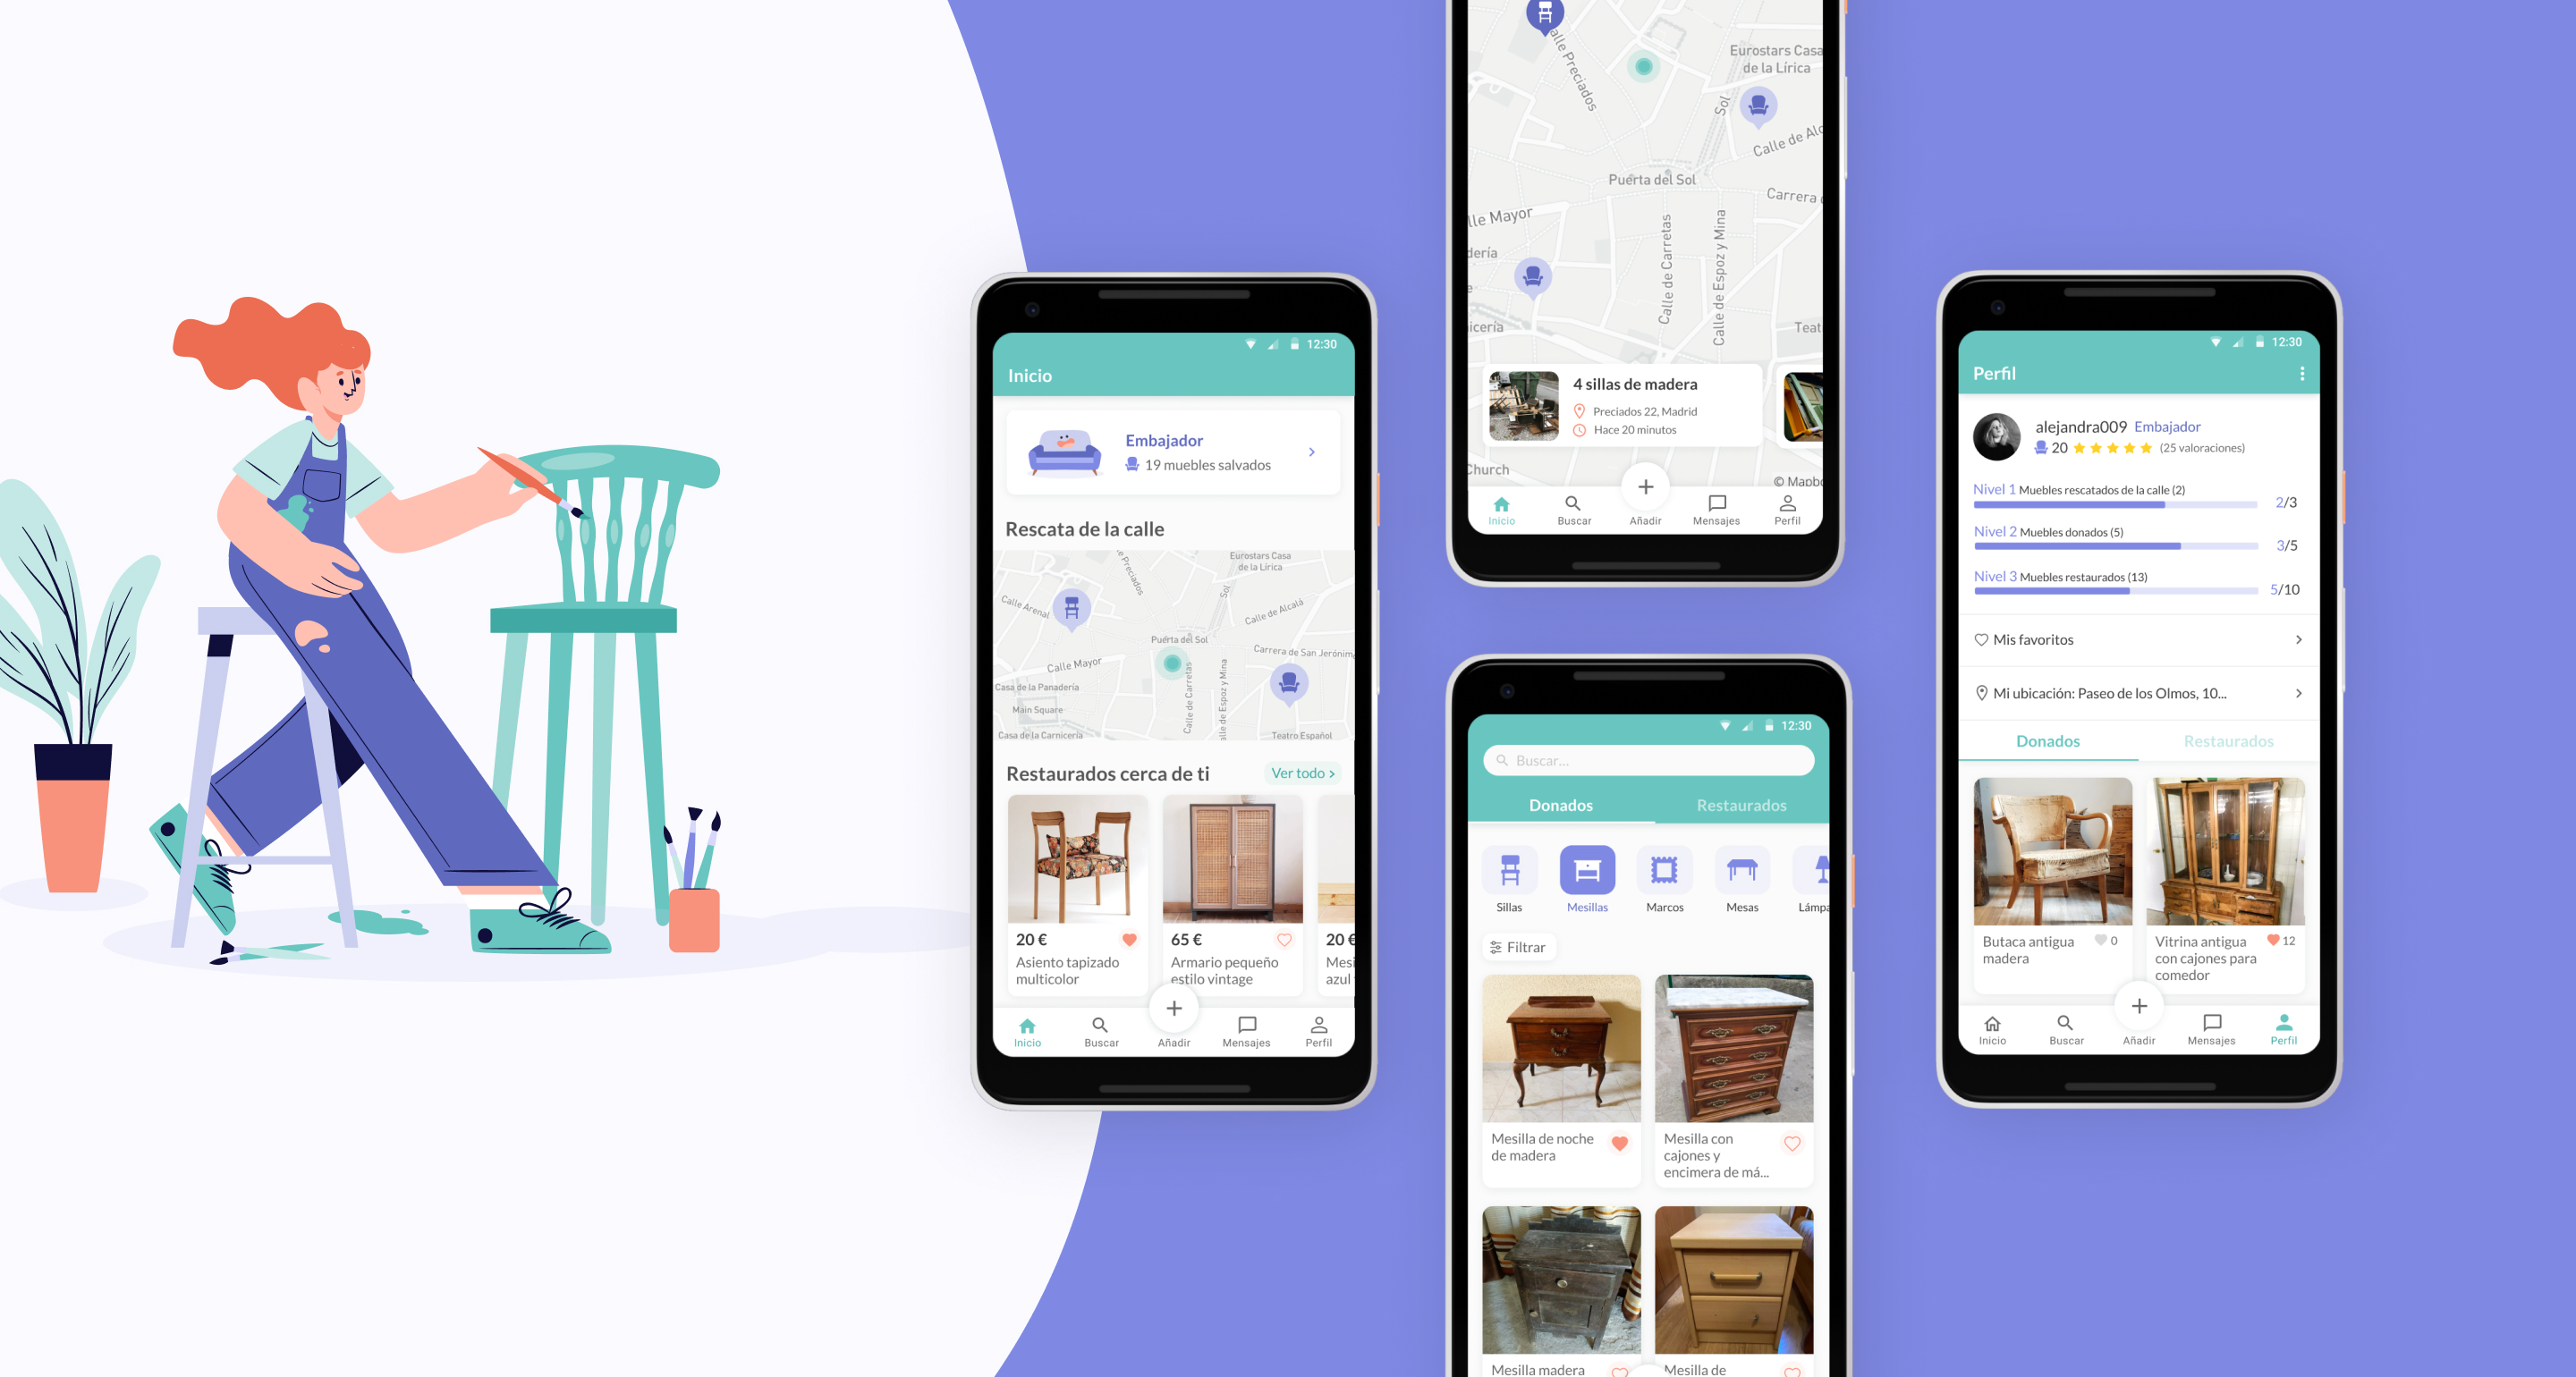 12:30
Inicio
Embajador
19 muebles salvados
Rescata de la calle
Preciados
Eurostars Casa
de la Lírica
Sol
Calle Arenal
Calle de Alcalá
Puerta del Sol
Carrera de San Jerónim
Calle Mayor
Casa de la Panadería
Calle de Carretas
alle de Espoz y Mina
Main Square
Casa de la Carnicería
Teatro Español
Restaurados cerca de ti
Ver todo
20 €
65 €
20 €
Asiento tapizado
multicolor
Armario pequeño
estilo vintage
Mesi
azul
Inicio
Buscar
Añadir
Mensajes
Perfil
alle Preciados
Eurostars Casa
de la Lírica
Sol
Calle de Alc
Puerta del Sol
Carrera
lle Mayor
dería
Calle de Carretas
Calle de Espoz y Mina
icería
Teat
4 sillas de madera
Preciados 22, Madrid
Hace 20 minutos
Church
© Mapbo
Inicio
Buscar
Añadir
Mensajes
Perfil
12:30
Buscar...
Donados
Restaurados
Sillas
Mesillas
Marcos
Mesas
Lámpa
Filtrar
Mesilla de noche
de madera
Mesilla con
cajones y
encimera de má...
Mesilla madera
Mesilla de
12:30
Perfil
alejandra009 Embajador
20 (25 valoraciones)
Nivel 1 Muebles rescatados de la calle (2)
2/3
Nivel 2 Muebles donados (5)
3/5
Nivel 3 Muebles restaurados (13)
5/10
Mis favoritos
Mi ubicación: Paseo de los Olmos, 10...
Donados
Restaurados
Butaca antigua
madera
0
Vitrina antigua
con cajones para
comedor
12
Inicio
Buscar
Añadir
Mensajes
Perfil